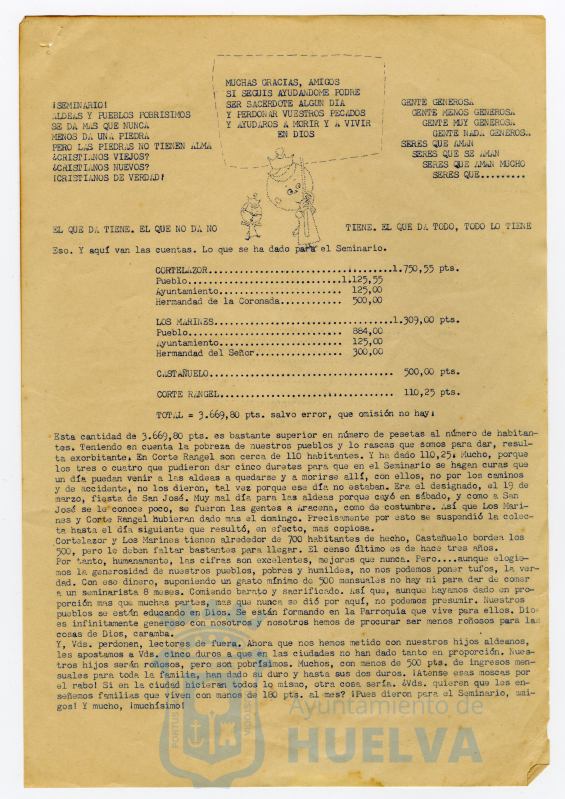 MUCHAS GRACIAS, AMIGOS
SI SEGUIS AYUDANDOME PODRE
SER SACERDOTE ALGUN DIA
Y PERDONAR VUESTROS PECADOS
Y AYUDAROS A MORIR Y A VIVIR
EN DIOS
¡SEMINARIO!
ALDEAS Y PUEBLOS POBRISIMOS
SE DA MAS QUE NUNCA
MENOS DA UNA PIEDRA
PERO LAS PIEDRAS NO TIENEN ALMA
¿CRISTIANOS VIEJOS?
¿CRISTIANOS NUEVOS?
¡CRISTIANOS DE VERDAD!
GENTE GENEROSA
GENTE MENOS GENEROSA
GENTE MUY GENEROSA
GENTE NADA GENEROSA
SERES QUE AMAN
SERES QUE SE AMAN
SERES QUE AMAN MUCHO
SERES QUE.........
EL QUE DA TIENE. EL QUE NO DA NO TIENE. EL QUE DA TODO, TODO LO TIENE
Eso. Y aquí van las cuentas. Lo que se ha dado para el Seminario.
CORTELAZOR..........................................1.750,55 pts.
Pueblo...................................1.125,55
Ayuntamiento............................ 125,00
Hermandad de la Coronada........... 500,00
LOS MARINES.........................................1.309,00 pts.
Pueblo................................... 884,00
Ayuntamiento............................ 125,00
Hermandad del Señor................. 300,00
CASTAÑUELO.......................................... 500,00 pts.
CORTE RANGEL........................................ 110,25 pts.
TOTAL = 3.669,80 pts. salvo error, que omisión no hay!
Esta cantidad de 3.669,80 pts. es bastante superior en número de pesetas al número de habitan-
tes. Teniendo en cuenta la pobreza de nuestros pueblos y lo rascas que somos para dar, resul-
ta exorbitante. En Corte Rangel son cerca de 110 habitantes. Y ha dado 110,25. Mucho, porque
los tres o cuatro que pudieron dar cinco duretes para que en el Seminario se hagan curas que
un día puedan venir a las aldeas a quedarse y a morirse allí, con ellos, no por los caminos
y de accidente, no los dieron, tal vez porque ese día no estaban. Era el designado, el 19 de
marzo, fiesta de San José. Muy mal día para las aldeas porque cayó en sábado, y como a San
José se le conoce poco, se fueron las gentes a Aracena, como de costumbre. Así que Los Mari-
nes y Corte Rangel hubieran dado mas el domingo. Precisamente por esto se suspendió la colec-
ta hasta el día siguiente que resultó, en efecto, mas copiosa.
Cortelazor y Los Marines tienen alrededor de 700 habitantes de hecho, Castañuelo bordea los
500, pero le deben faltar bastantes para llegar. El censo último es de hace tres años.
Por tanto, humanamente, las cifras son excelentes, mejores que nunca. Pero....aunque elogie-
mos la generosidad de nuestros pueblos, pobres y humildes, no nos podemos poner tufos, la ver-
dad. Con ese dinero, suponiendo un gasto mínimo de 500 mensuales no hay ni para dar de comer
a un seminarista 8 meses. Comiendo barato y sacrificado. Así que, aunque hayamos dado en pro-
porción mas que muchas partes, mas que nunca se dió por aquí, no podemos presumir. Nuestros
pueblos se están educando en Dios. Se están formando en la Parroquia que vive para ellos. Dio-
es infinitamente generoso con nosotros y nosotros hemos de procurar ser menos roñosos para las
cosas de Dios, caramba.
Y, Vds. perdonen, lectores de fuera. Ahora que nos hemos metido con nuestros hijos aldeanos,
les apostamos a Vds. cinco duros a que en las ciudades no han dado tanto en proporción. Nues-
tros hijos serán roñosos, pero son pobrísimos. Muchos, con menos de 500 pts. de ingresos men-
suales para toda la familia, han dado su duro y hasta sus dos duros. ¡Atense esas moscas por
el rabo! Si en la ciudad hicieran todos lo mismo, otra cosa sería. ¿Vds. quieren que les en-
señemos familias que viven con menos de 180 pts. al mes? ¡Pues dieron para el Seminario, ami-
gos! Y mucho, ¡muchísimo!
Ayuntamiento de
HUELVA